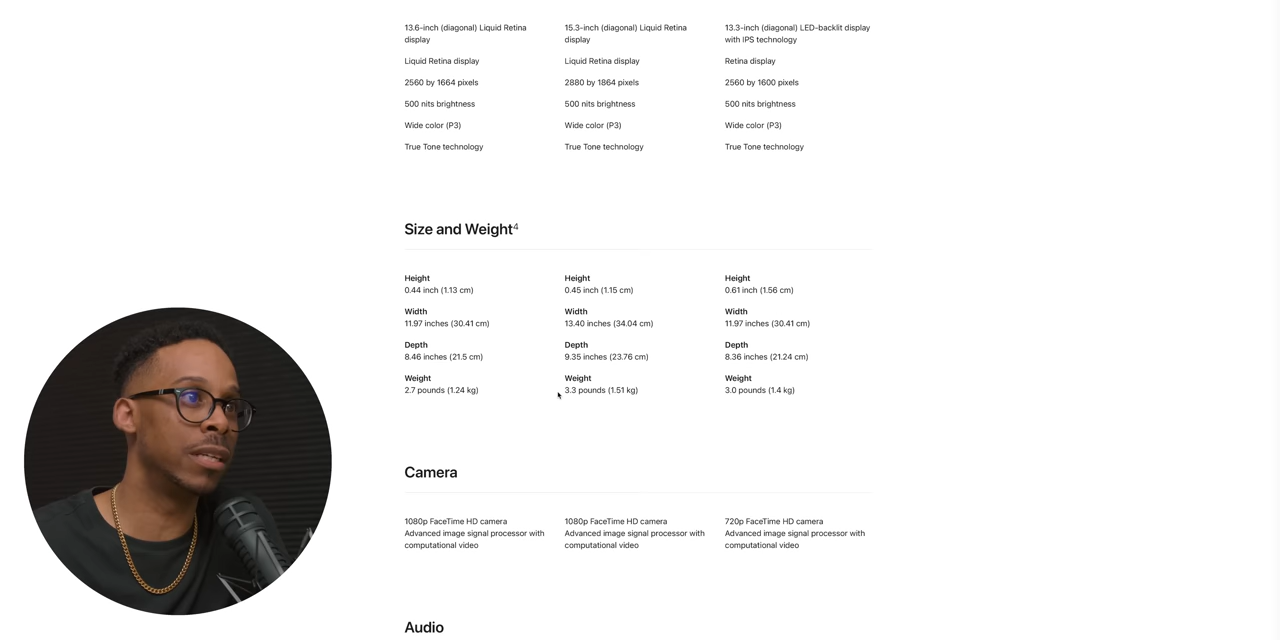 13.6-inch (diagonal) Liquid Retina
display
Liquid Retina display
2560 by 1664 pixels
500 nits brightness
Wide color (P3)
True Tone technology
15.3-inch (diagonal) Liquid Retina
display
Liquid Retina display
2880 by 1864 pixels
500 nits brightness
Wide color (P3)
True Tone technology
13.3-inch (diagonal) LED-backlit display
with IPS technology
Retina display
2560 by 1600 pixels
500 nits brightness
Wide color (P3)
True Tone technology
Size and Weight4
Height
0.44 inch (1.13 cm)
Width
11.97 inches (30.41 cm)
Depth
8.46 inches (21.5 cm)
Weight
2.7 pounds (1.24 kg)
Height
0.45 inch (1.15 cm)
Width
13.40 inches (34.04 cm)
Depth
9.35 inches (23.76 cm)
Weight
3.3 pounds (1.51 kg)
Height
0.61 inch (1.56 cm)
Width
11.97 inches (30.41 cm)
Depth
8.36 inches (21.24 cm)
Weight
3.0 pounds (1.4 kg)
Camera
1080p FaceTime HD camera
Advanced image signal processor with
computational video
1080p FaceTime HD camera
Advanced image signal processor with
computational video
720p FaceTime HD camera
Advanced image signal processor with
computational video
Audio